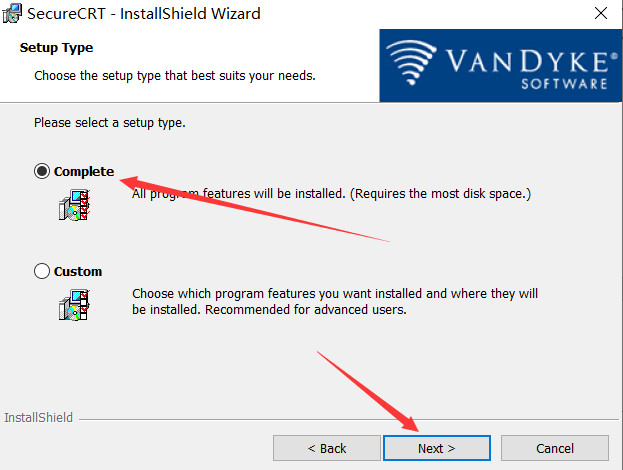 SecureCRT - InstallShield Wizard
Setup Type
Choose the setup type that best suits your needs.
VANDYKE®
SOFTWARE
Please select a setup type.
Complete
All program features will be installed. (Requires the most disk space.)
Custom
Choose which program features you want installed and where they will
be installed. Recommended for advanced users.
InstallShield
< Back
Next >
Cancel